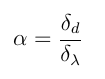 α = δ_d / δ_λ